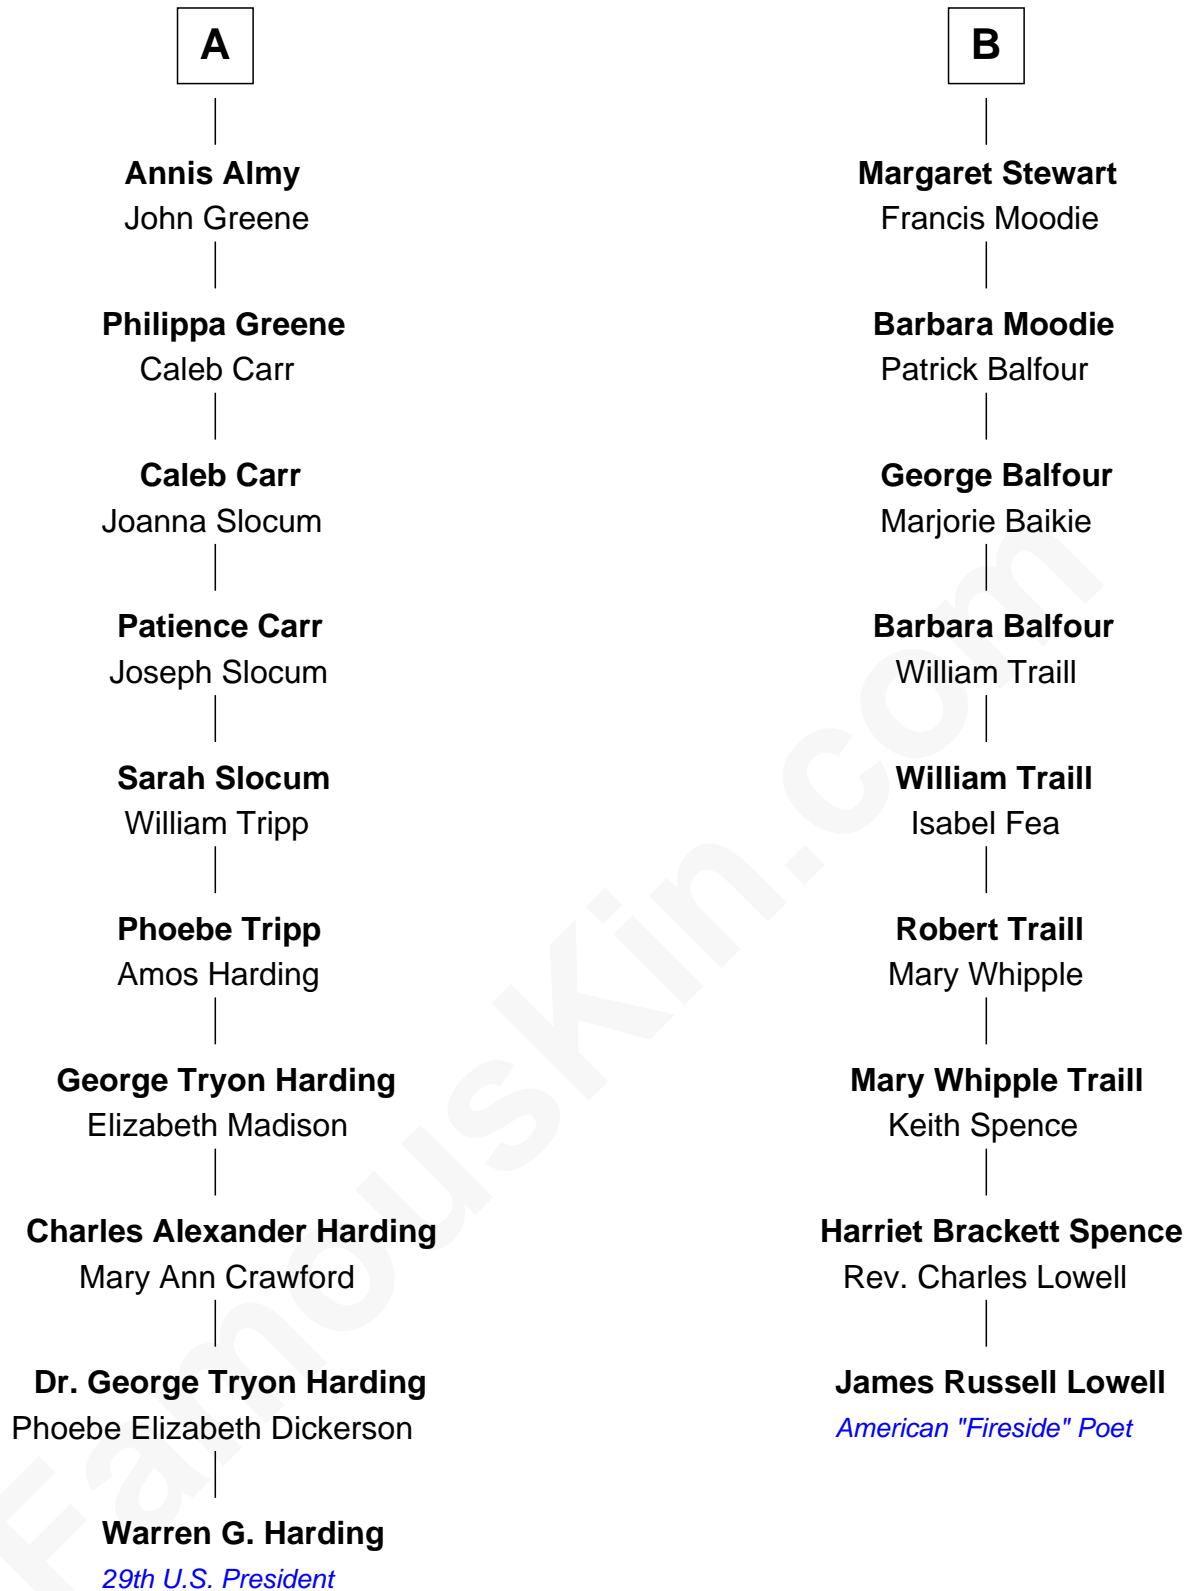 A
Annis Almy
John Greene
Philippa Greene
Caleb Carr
Caleb Carr
Joanna Slocum
Patience Carr
Joseph Slocum
Sarah Slocum
William Tripp
Phoebe Tripp
Amos Harding
George Tryon Harding
Elizabeth Madison
Charles Alexander Harding
Mary Ann Crawford
Dr. George Tryon Harding
Phoebe Elizabeth Dickerson
Warren G. Harding
29th U.S. President
B
Margaret Stewart
Francis Moodie
Barbara Moodie
Patrick Balfour
George Balfour
Marjorie Baikie
Barbara Balfour
William Traill
William Traill
Isabel Fea
Robert Traill
Mary Whipple
Mary Whipple Traill
Keith Spence
Harriet Brackett Spence
Rev. Charles Lowell
James Russell Lowell
American "Fireside" Poet
FamousKin.com